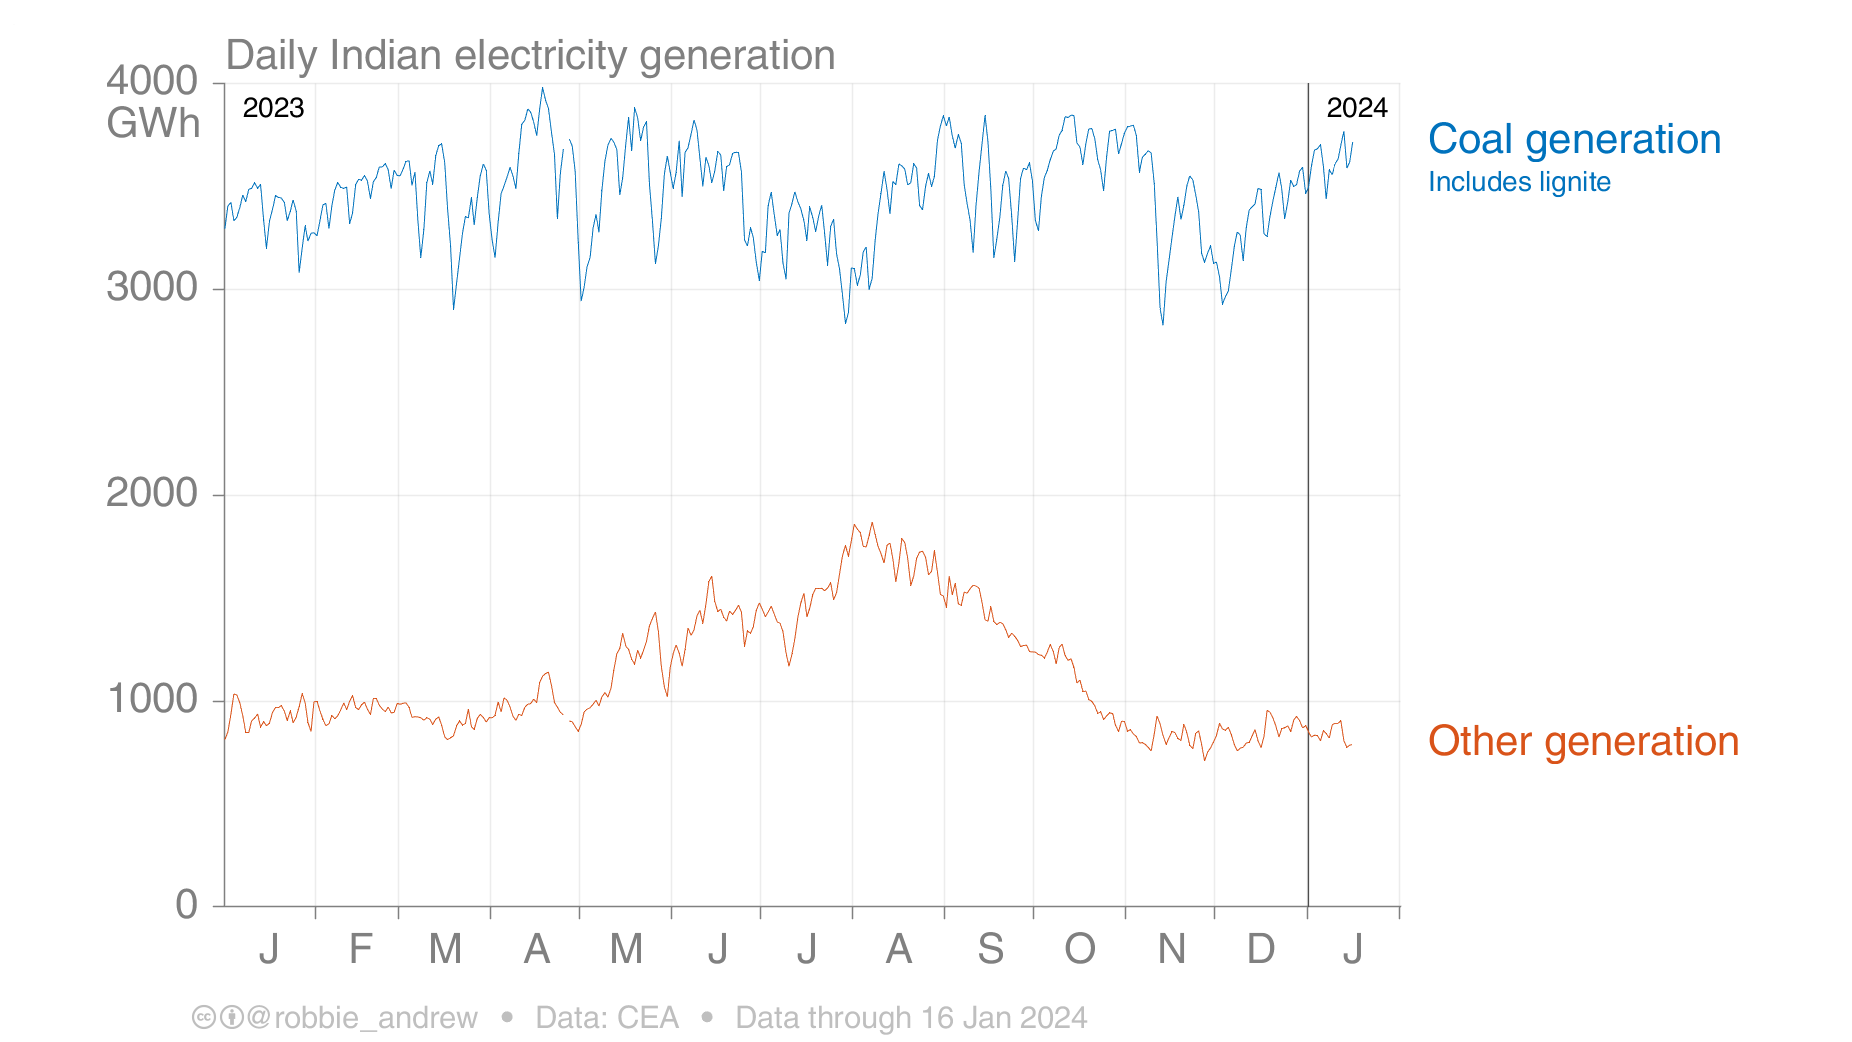 Daily Indian electricity generation
4000
GWh
2023
2024
Coal generation
Includes lignite
3000
2000
1000
Other generation
0
J F M A M J J A S O N D J
@robbie_andrew • Data: CEA • Data through 16 Jan 2024